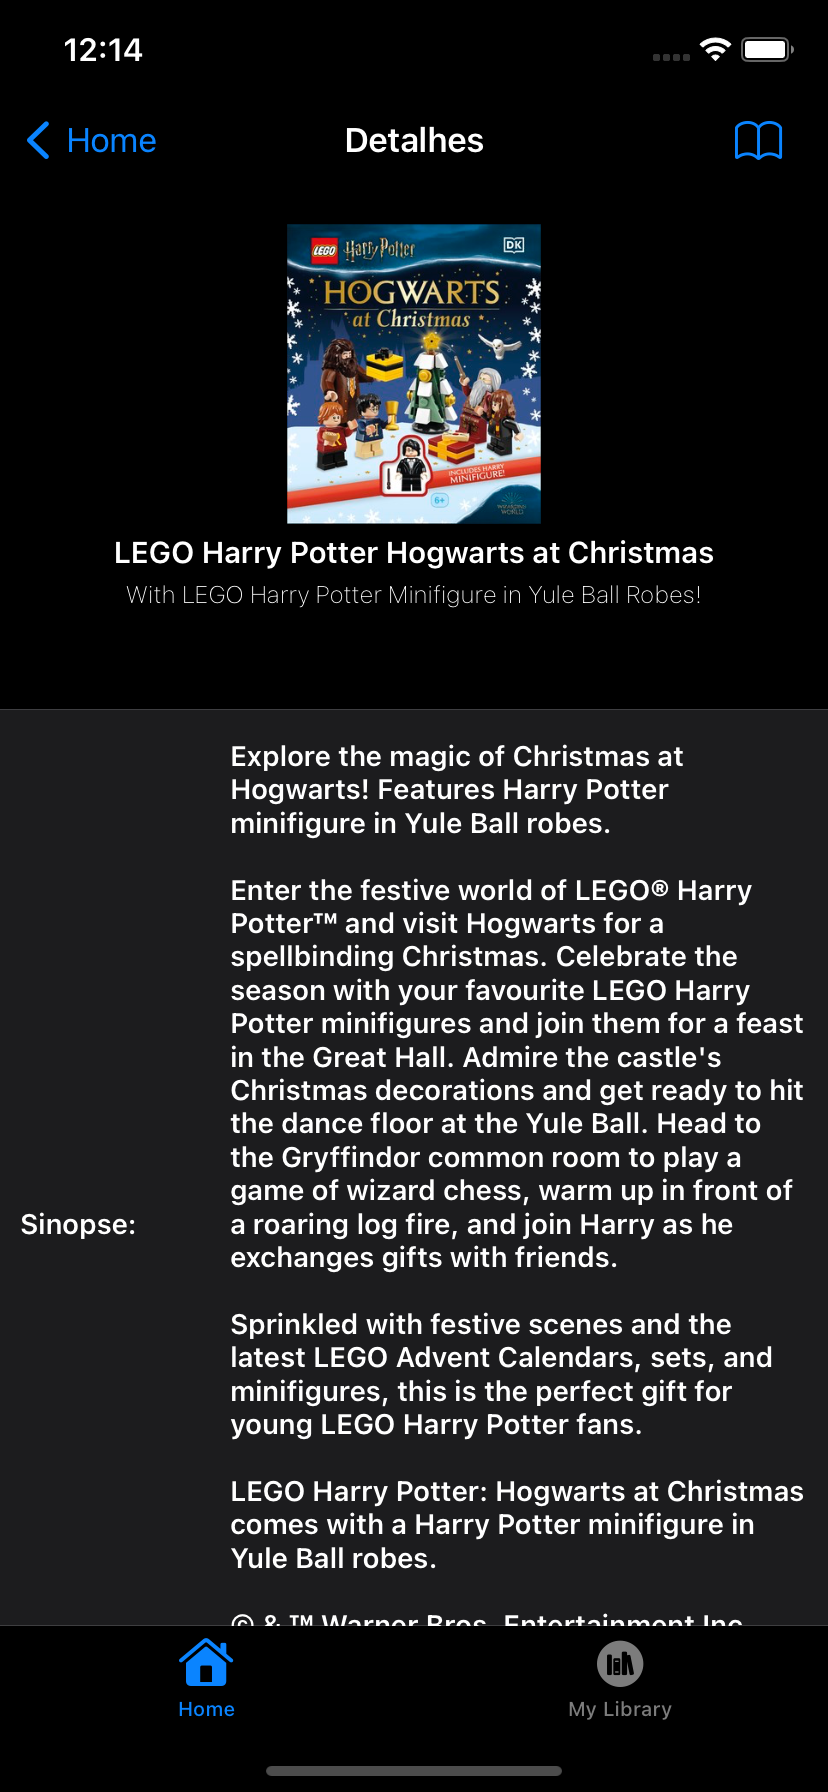 12:14
Home
Detalhes
LEGO
Harry Potter
DK
HOGWARTS
at Christmas
INCLUDES HARRY
MINIFIGURE!
6+
WIZARDING
WORLD
LEGO Harry Potter Hogwarts at Christmas
With LEGO Harry Potter Minifigure in Yule Ball Robes!
Sinopse:
Explore the magic of Christmas at
Hogwarts! Features Harry Potter
minifigure in Yule Ball robes.
Enter the festive world of LEGO® Harry
Potter™ and visit Hogwarts for a
spellbinding Christmas. Celebrate the
season with your favourite LEGO Harry
Potter minifigures and join them for a feast
in the Great Hall. Admire the castle's
Christmas decorations and get ready to hit
the dance floor at the Yule Ball. Head to
the Gryffindor common room to play a
game of wizard chess, warm up in front of
a roaring log fire, and join Harry as he
exchanges gifts with friends.
Sprinkled with festive scenes and the
latest LEGO Advent Calendars, sets, and
minifigures, this is the perfect gift for
young LEGO Harry Potter fans.
LEGO Harry Potter: Hogwarts at Christmas
comes with a Harry Potter minifigure in
Yule Ball robes.
© & ™ Warner Bros. Entertainment Inc.
Home
My Library